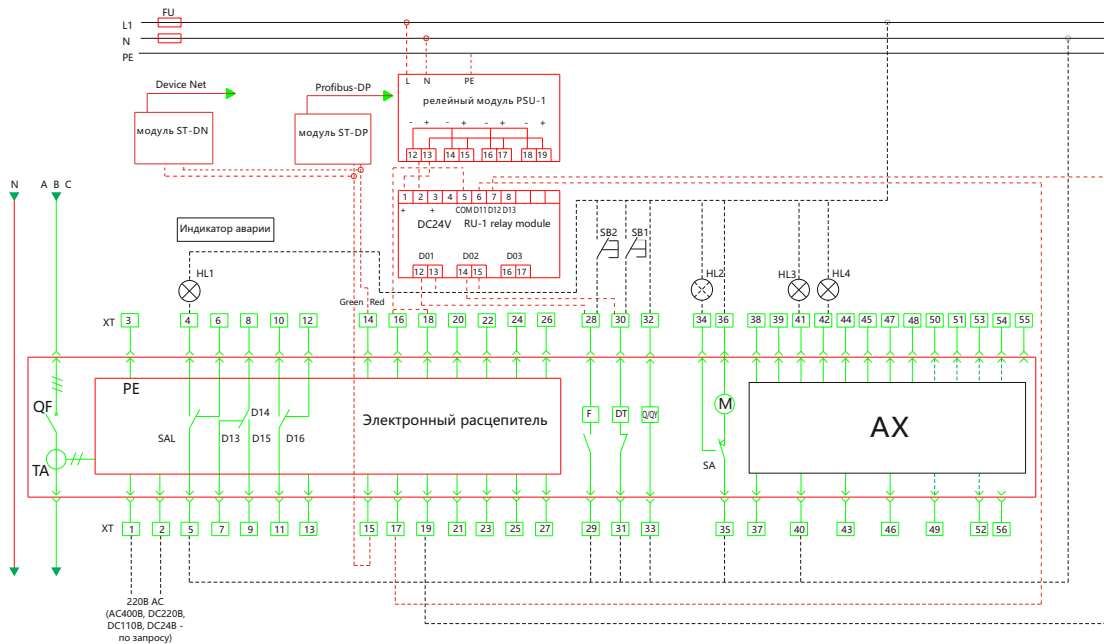 FU
L1
N
PE
L N PE
Device Net
Profibus-DP
релейный модуль PSU-1
- + - + - + - +
модуль ST-DN
модуль ST-DP
12 13 14 15 16 17 18 19
N A B C
1 2 3 4 5 6 7 8
+ + COM D11 D12 D13
DC24V RU-1 relay module
Индикатор аварии
SB2 SB1
D01 D02 D03
12 13 14 15 16 17
HL1 HL2 HL3 HL4
Green Red
XT 3 4 6 8 10 12 14 16 18 20 22 24 26 28 30 32 34 36 38 39 41 42 44 45 47 48 50 51 53 54 55
PE
QF
D14
F DT Q/QY M
SAL D13 D15 D16
Электронный расцепитель
AX
TA
SA
XT 1 2 5 7 9 11 13 15 17 19 21 23 25 27 29 31 33 35 37 40 43 46 49 52 56
220В AC
(AC400В, DC220В,
DC110В, DC24В -
по запросу)